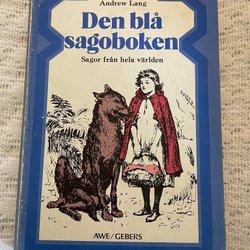 Andrew Lang
Den blå
sagoboken
Sagor från hela världen
AWE/GEBERS